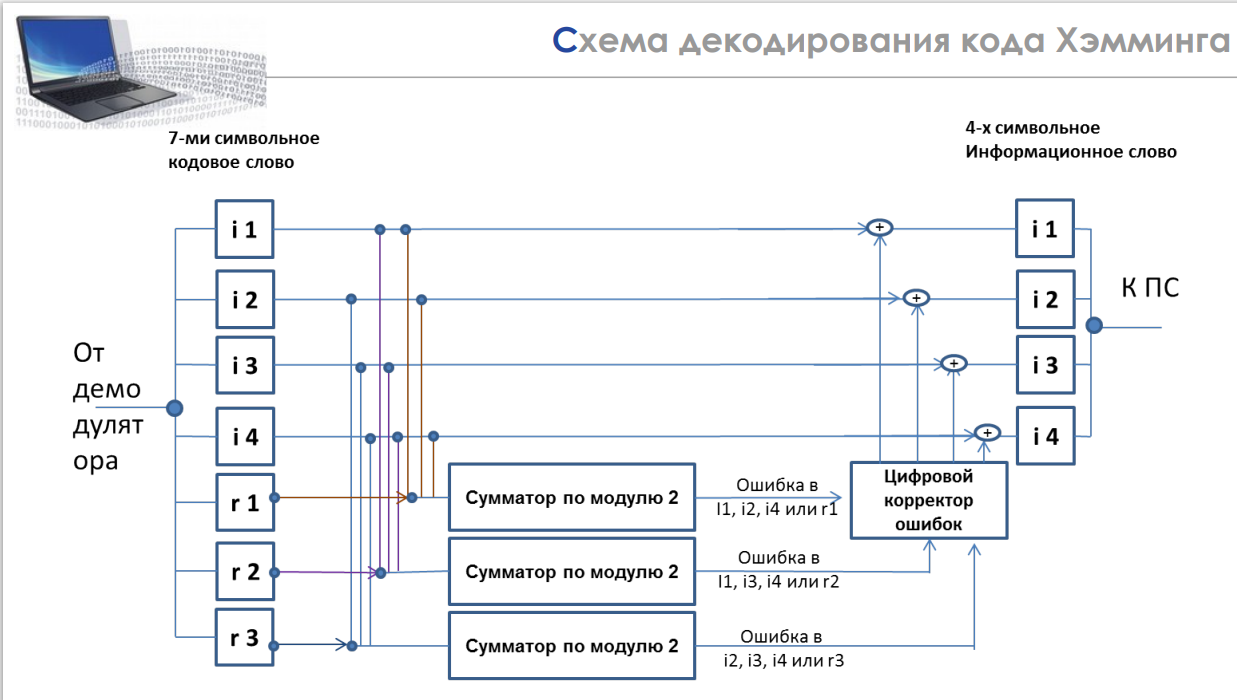 Схема декодирования кода Хэмминга
7-ми символьное
кодовое слово
4-х символьное
Информационное слово
i 1
i 1
i 2
i 2
К ПС
От
демо
дулят
ора
i 3
i 3
i 4
i 4
+
+
+
+
r 1
Сумматор по модулю 2
Ошибка в
I1, i2, i4 или r1
Цифровой
корректор
ошибок
r 2
Сумматор по модулю 2
Ошибка в
I1, i3, i4 или r2
r 3
Сумматор по модулю 2
Ошибка в
i2, i3, i4 или r3